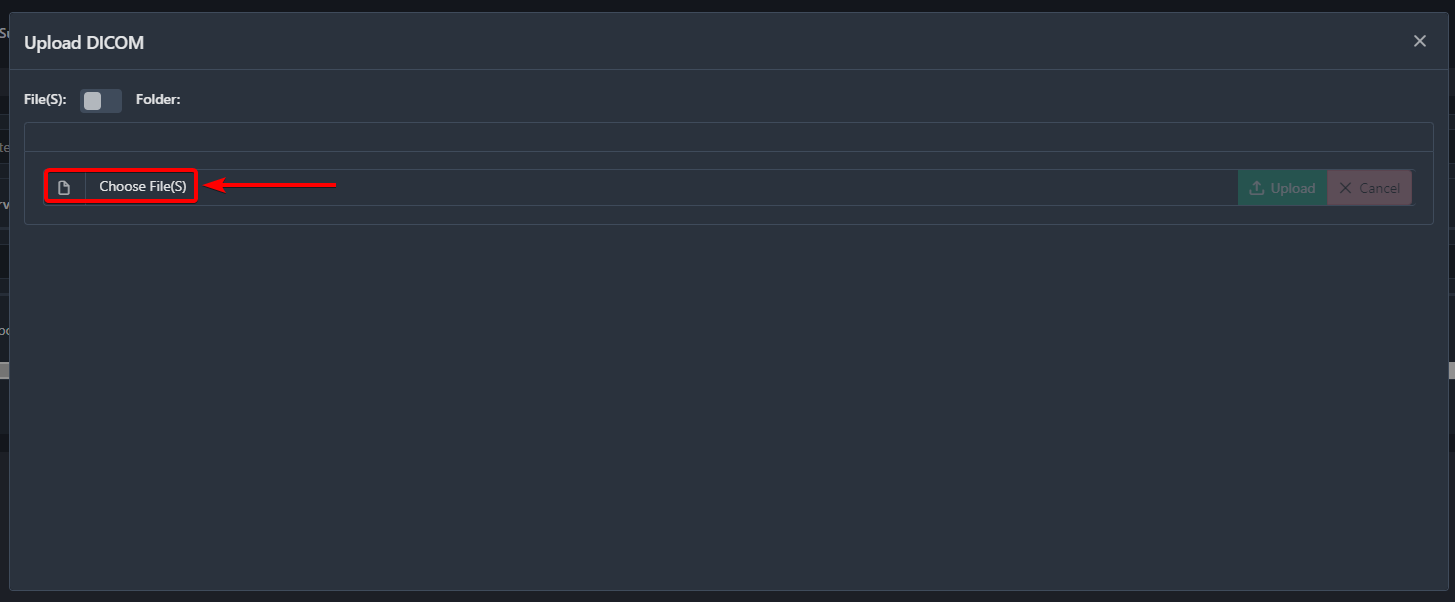 Upload DICOM
File(S): Folder:
Choose File(S) Upload Cancel